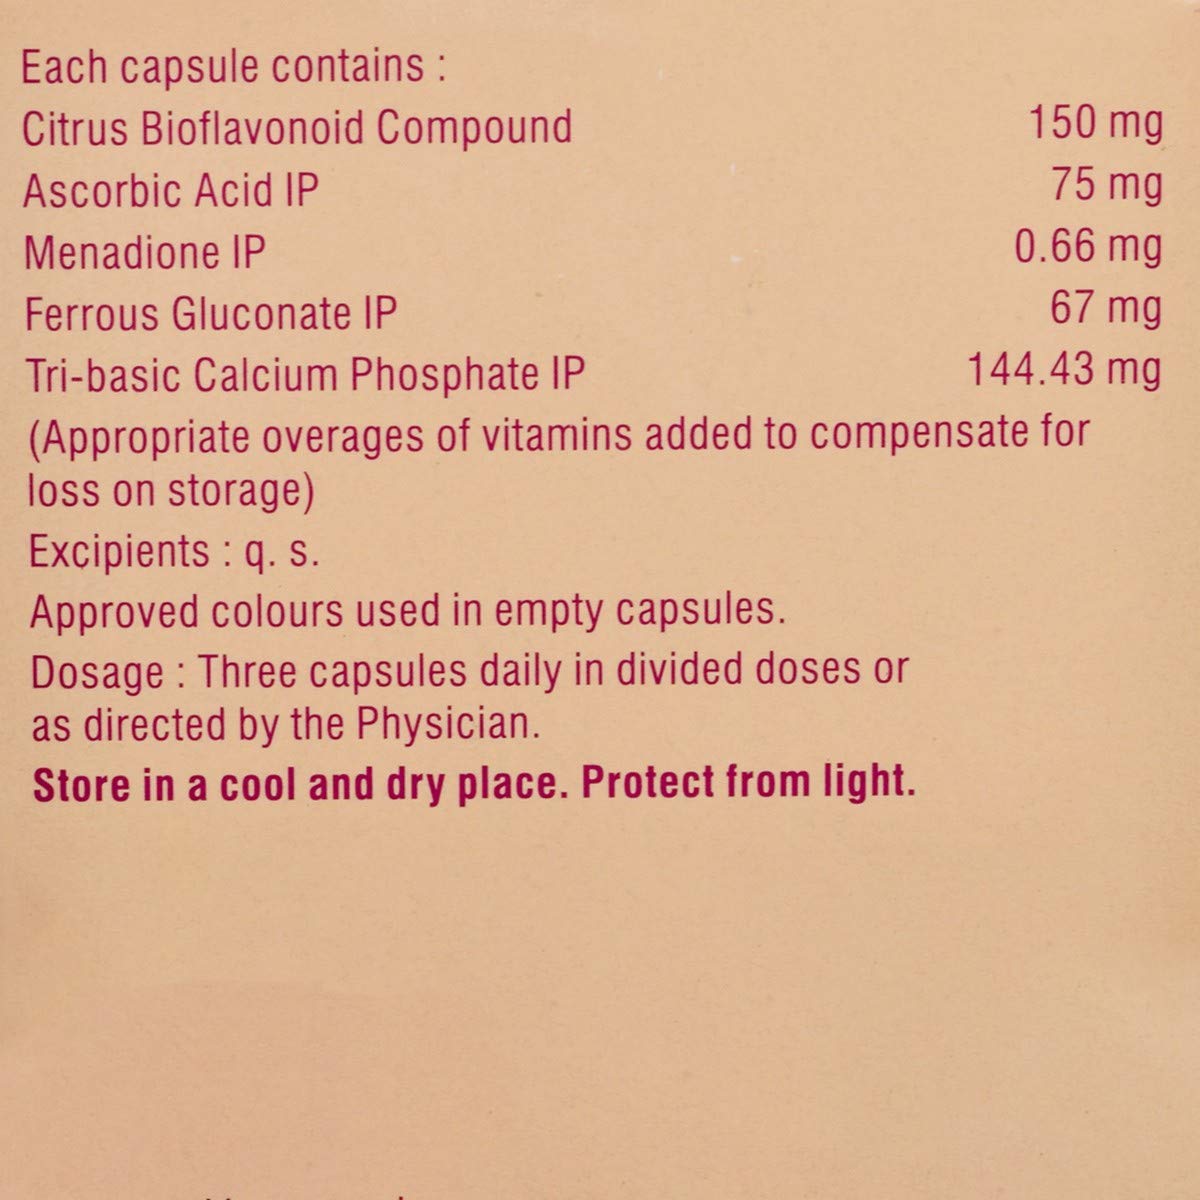 Each capsule contains :
Citrus Bioflavonoid Compound 150 mg
Ascorbic Acid IP 75 mg
Menadione IP 0.66 mg
Ferrous Gluconate IP 67 mg
Tri-basic Calcium Phosphate IP 144.43 mg
(Appropriate overages of vitamins added to compensate for
loss on storage)
Excipients : q. s.
Approved colours used in empty capsules.
Dosage : Three capsules daily in divided doses or
as directed by the Physician.
Store in a cool and dry place. Protect from light.